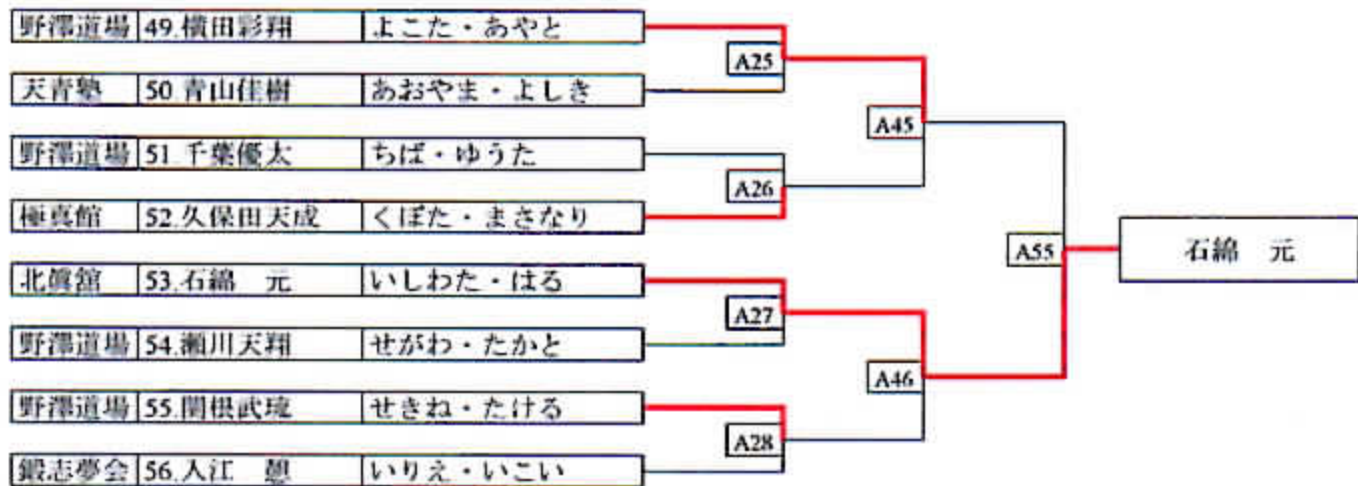 野澤道場 49.横田彩翔 よこた・あやと
天青塾 50.青山佳樹 あおやま・よしき
野澤道場 51.千葉優太 ちば・ゆうた
極真館 52.久保田天成 くぼた・まさなり
北眞舘 53.石綿 元 いしわた・はる
野澤道場 54.瀬川天翔 せがわ・たかと
野澤道場 55.関根武琉 せきね・たける
鍛志夢会 56.入江 憩 いりえ・いこい
A25
A26
A27
A28
A45
A46
A55
石綿 元